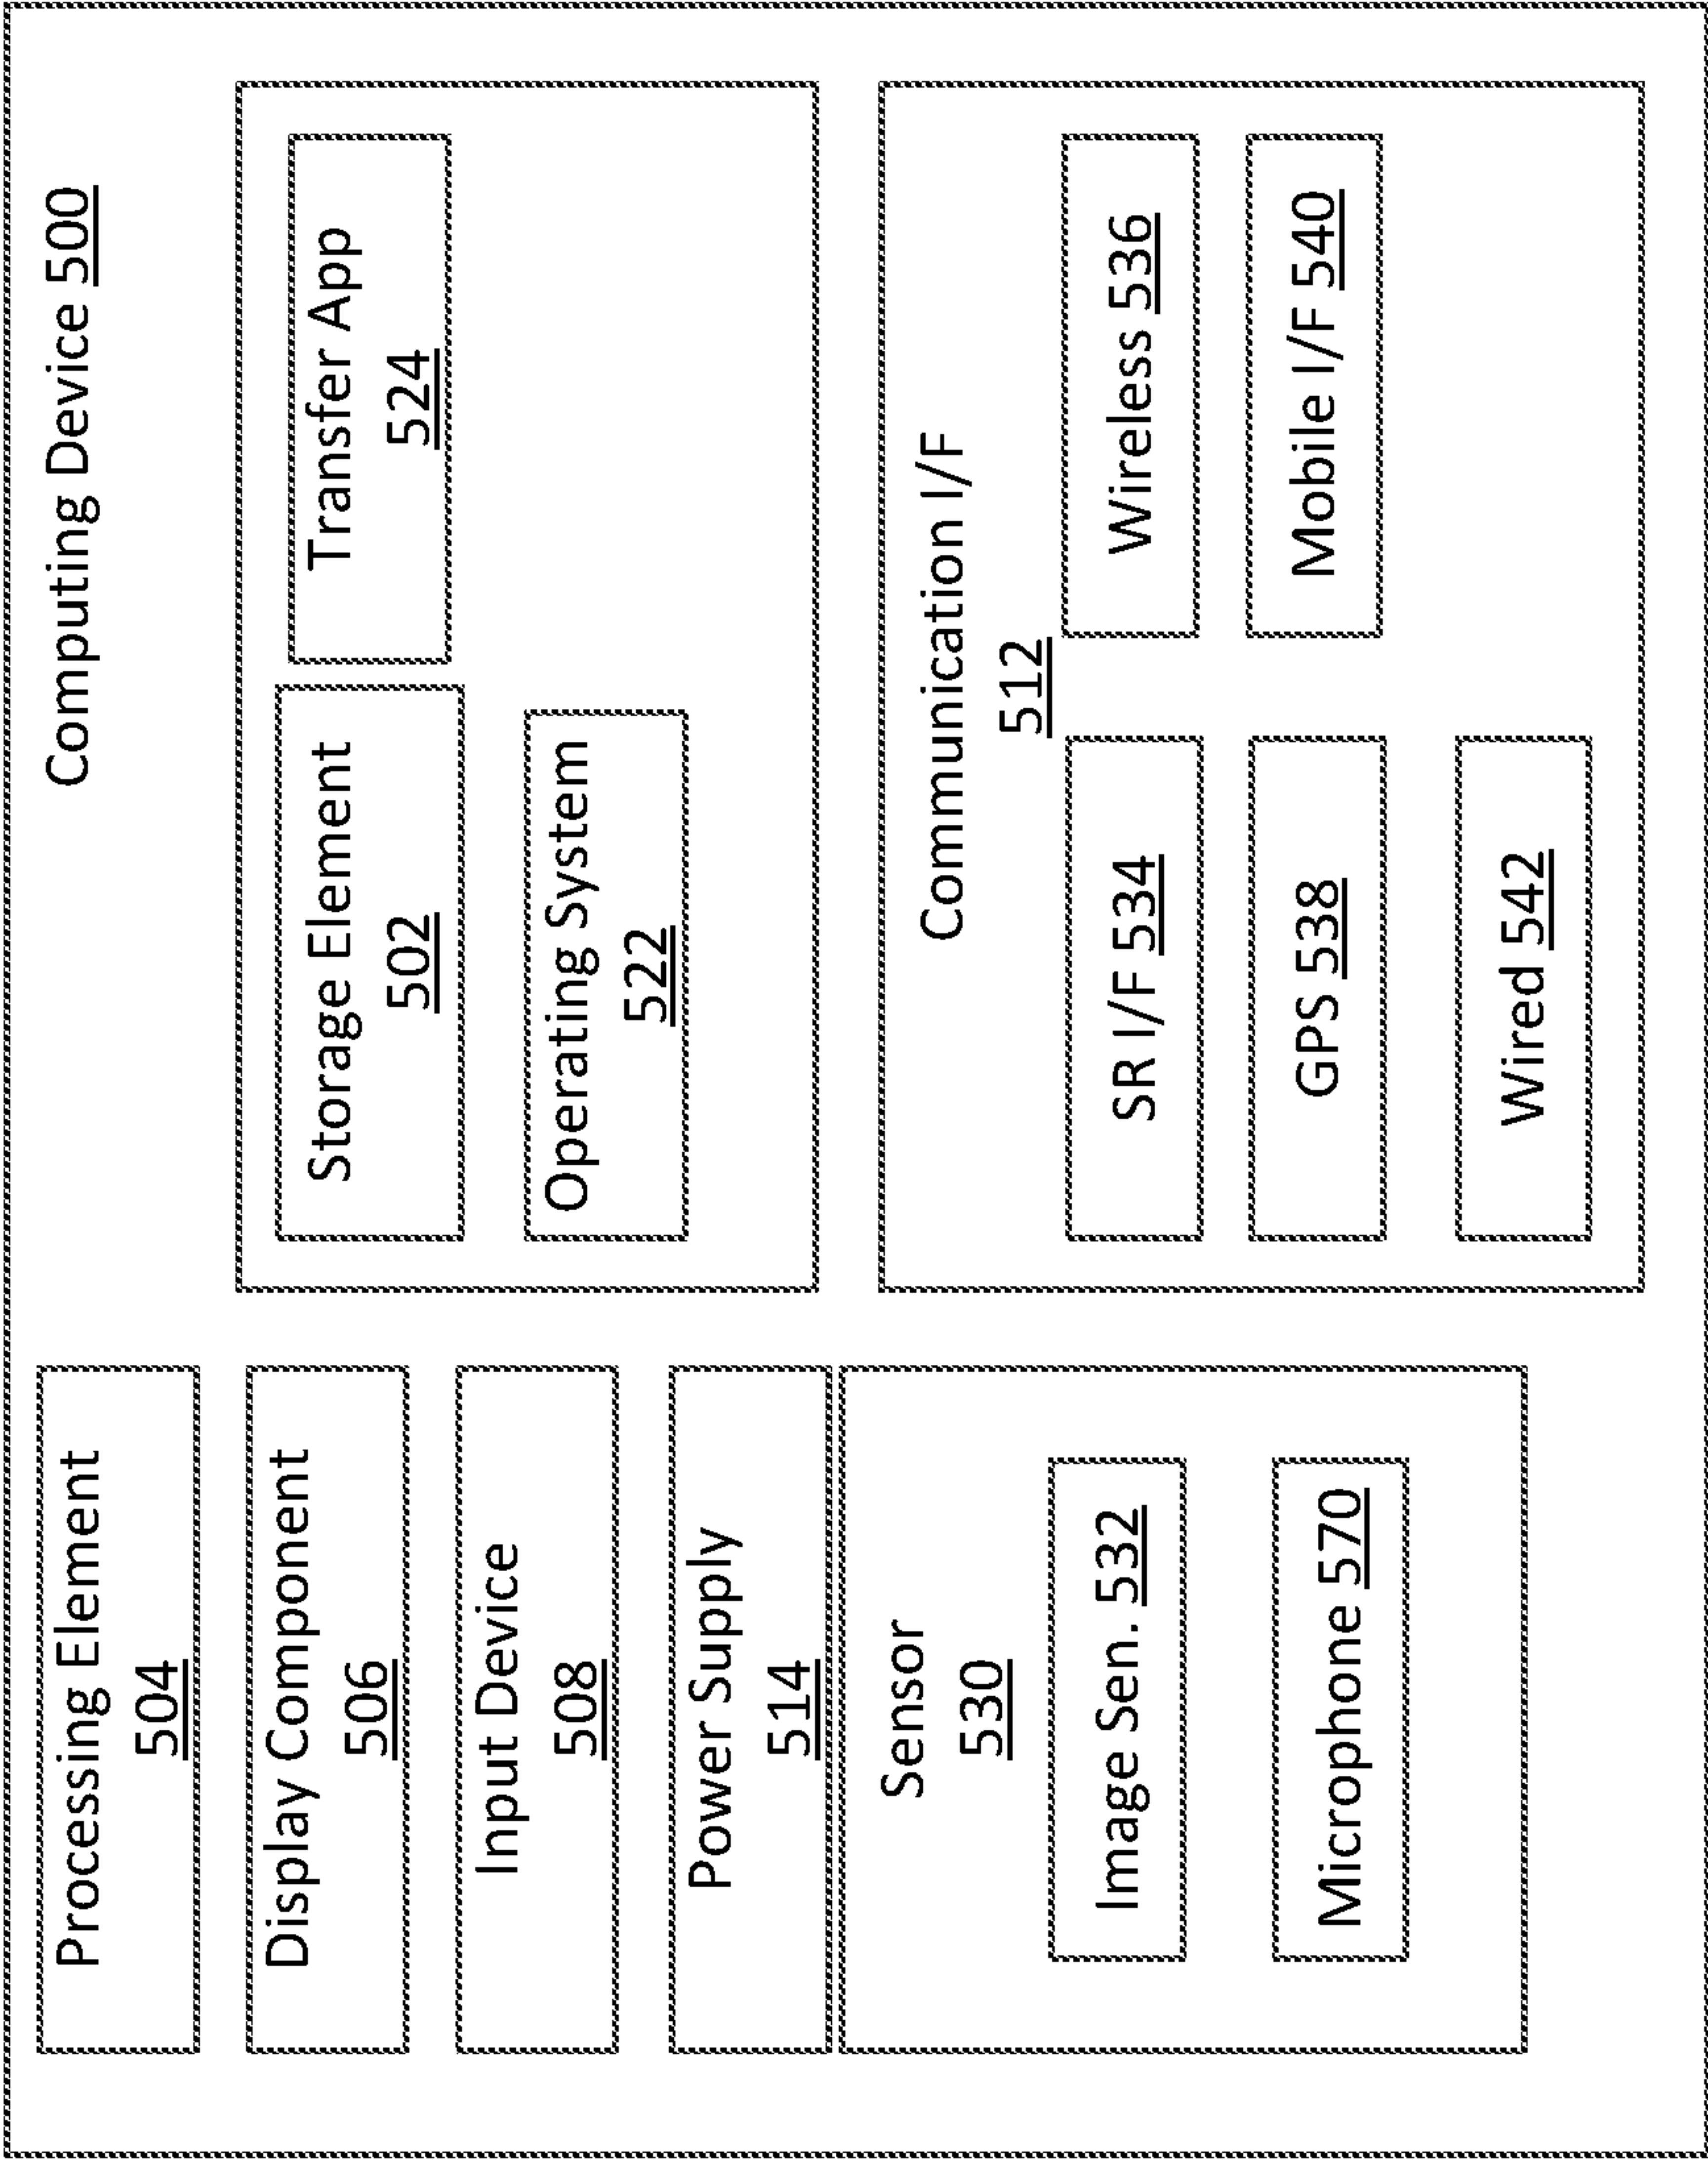 Computing Device 500
Processing Element
504
Display Component
506
Input Device
508
Power Supply
514
Sensor
530
Image Sen. 532
Microphone 570
Storage Element
502
Transfer App
524
Operating System
522
Communication I/F
512
SR I/F 534
Wireless 536
GPS 538
Mobile I/F 540
Wired 542